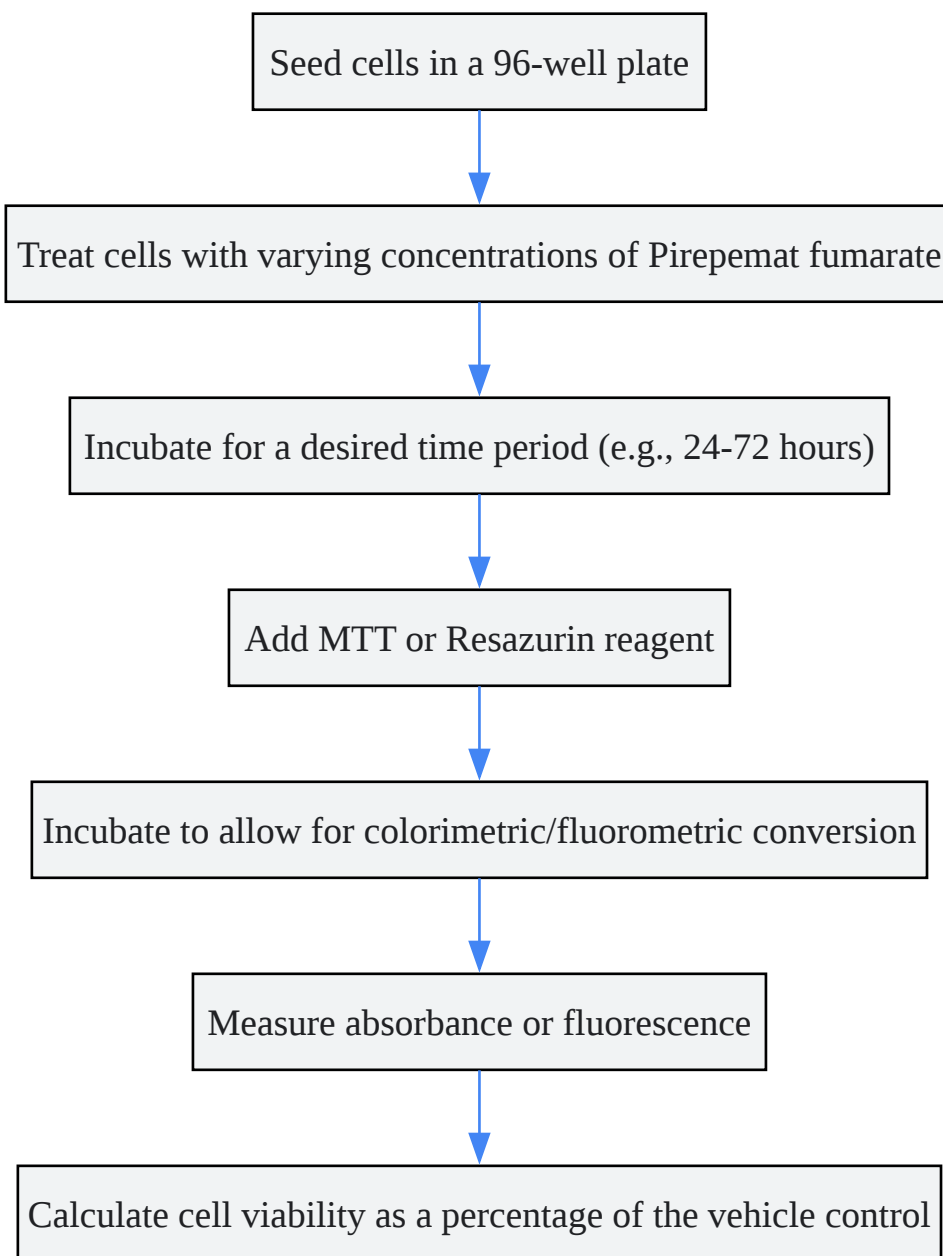 Seed cells in a 96-well plate
Treat cells with varying concentrations of Pirepemat fumarate
Incubate for a desired time period (e.g., 24-72 hours)
Add MTT or Resazurin reagent
Incubate to allow for colorimetric/fluorometric conversion
Measure absorbance or fluorescence
Calculate cell viability as a percentage of the vehicle control